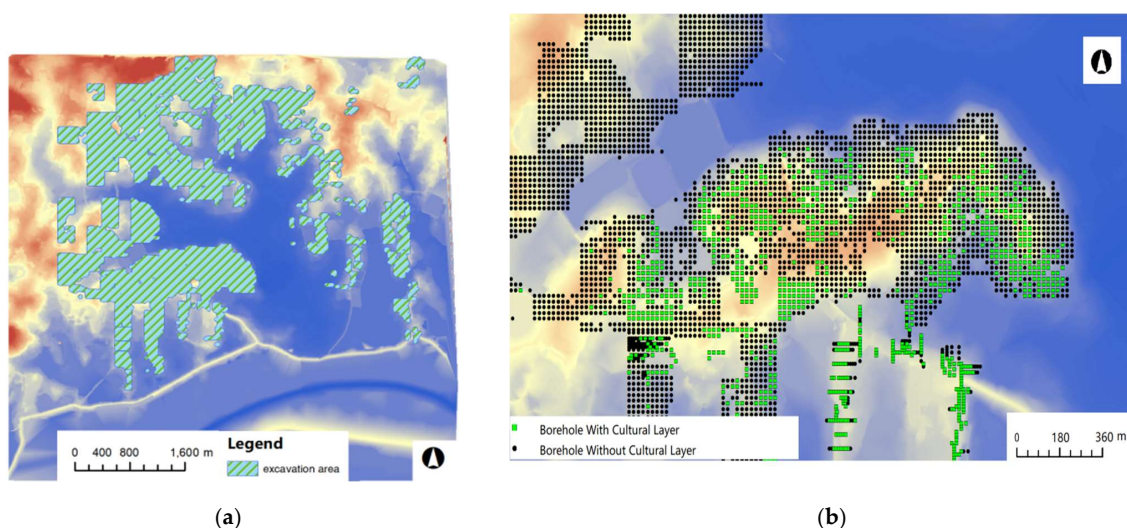 Legend
0 400 800 1,600 m
excavation area
Borehole With Cultural Layer
Borehole Without Cultural Layer
0 180 360 m
(a)
(b)